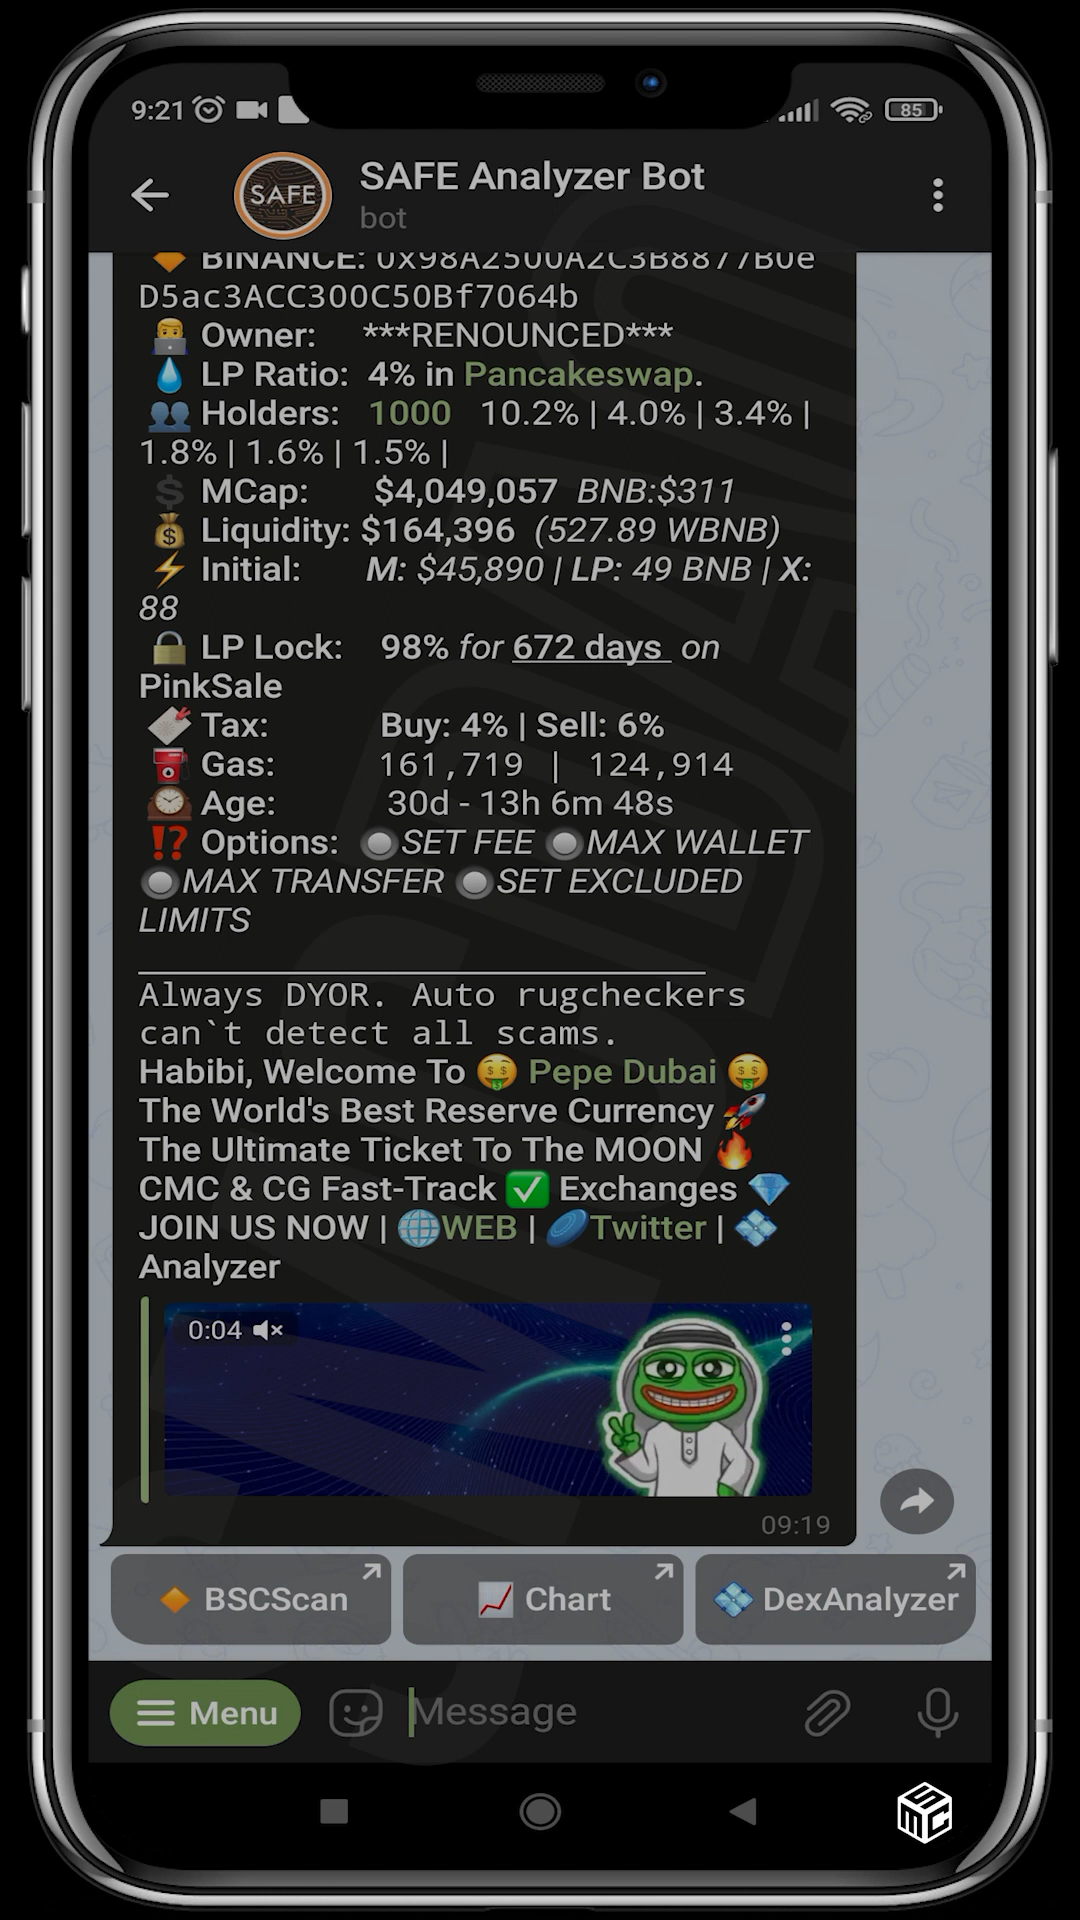 9:21
85
SAFE
SAFE Analyzer Bot
bot
BINANCE: 0x98A2500A2C3B8877B0e
D5ac3ACC300C50Bf7064b
Owner: ***RENOUNCED***
LP Ratio: 4% in Pancakeswap.
Holders: 1000 10.2% | 4.0% | 3.4% |
1.8% | 1.6% | 1.5% |
MCap: $4,049,057 BNB:$311
Liquidity: $164,396 (527.89 WBNB)
Initial: M: $45,890 | LP: 49 BNB | X:
88
LP Lock: 98% for 672 days on
PinkSale
Tax: Buy: 4% | Sell: 6%
Gas: 161,719 | 124,914
Age: 30d - 13h 6m 48s
Options: SET FEE MAX WALLET
MAX TRANSFER SET EXCLUDED
LIMITS
Always DYOR. Auto rugcheckers
can`t detect all scams.
Habibi, Welcome To 🤑 Pepe Dubai 🤑
The World's Best Reserve Currency 🚀
The Ultimate Ticket To The MOON 🔥
CMC & CG Fast-Track ✅ Exchanges 💎
JOIN US NOW | 🌐WEB | Twitter | 💠
Analyzer
0:04
09:19
BSCScan
Chart
DexAnalyzer
Menu
Message
SMC